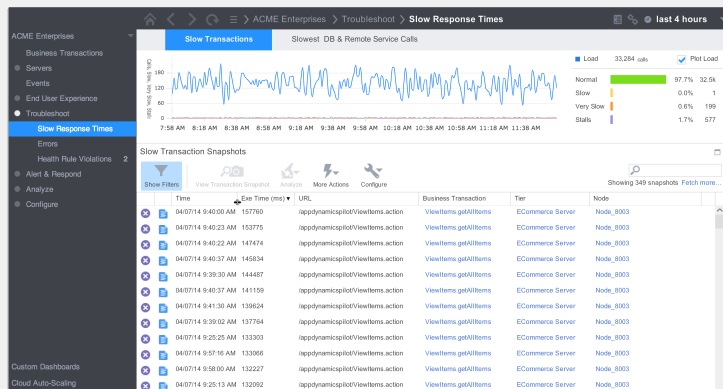 ACME Enterprises > Troubleshoot > Slow Response Times
last 4 hours
ACME Enterprises
Business Transactions
Servers
Events
End User Experience
Troubleshoot
Slow Response Times
Errors
Health Rule Violations 2
Alert & Respond
Analyze
Configure
Custom Dashboards
Cloud Auto-Scaling
Slow Transactions Slowest DB & Remote Service Calls
180
120
60
0
7:58 AM 8:18 AM 8:38 AM 8:58 AM 9:18 AM 9:38 AM 9:58 AM 10:18 AM 10:38 AM 10:58 AM 11:18 AM 11:38 AM
Load 33,284 calls Plot Load
Normal 97.7% 32.5k
Slow 0.0% 1
Very Slow 0.6% 199
Stalls 1.7% 577
Slow Transaction Snapshots
Show Filters View Transaction Snapshot Analyze More Actions Configure
Showing 349 snapshots Fetch more...
Time Exe Time (ms) URL Business Transaction Tier Node
04/07/14 9:40:00 AM 157760 /appdynamicspilot/ViewItems.action ViewItems.getAllItems ECommerce Server Node_8003
04/07/14 9:40:23 AM 153775 /appdynamicspilot/ViewItems.action ViewItems.getAllItems ECommerce Server Node_8003
04/07/14 9:40:22 AM 147474 /appdynamicspilot/ViewItems.action ViewItems.getAllItems ECommerce Server Node_8003
04/07/14 9:40:37 AM 145834 /appdynamicspilot/ViewItems.action ViewItems.getAllItems ECommerce Server Node_8003
04/07/14 9:39:30 AM 144487 /appdynamicspilot/ViewItems.action ViewItems.getAllItems ECommerce Server Node_8003
04/07/14 9:40:37 AM 141159 /appdynamicspilot/ViewItems.action ViewItems.getAllItems ECommerce Server Node_8003
04/07/14 9:41:30 AM 139624 /appdynamicspilot/ViewItems.action ViewItems.getAllItems ECommerce Server Node_8003
04/07/14 9:39:02 AM 137764 /appdynamicspilot/ViewItems.action ViewItems.getAllItems ECommerce Server Node_8003
04/07/14 9:25:25 AM 133303 /appdynamicspilot/ViewItems.action ViewItems.getAllItems ECommerce Server Node_8003
04/07/14 9:57:16 AM 133066 /appdynamicspilot/ViewItems.action ViewItems.getAllItems ECommerce Server Node_8003
04/07/14 9:58:00 AM 132227 /appdynamicspilot/ViewItems.action ViewItems.getAllItems ECommerce Server Node_8003
04/07/14 9:25:13 AM 132092 /appdynamicspilot/ViewItems.action ViewItems.getAllItems ECommerce Server Node_8003